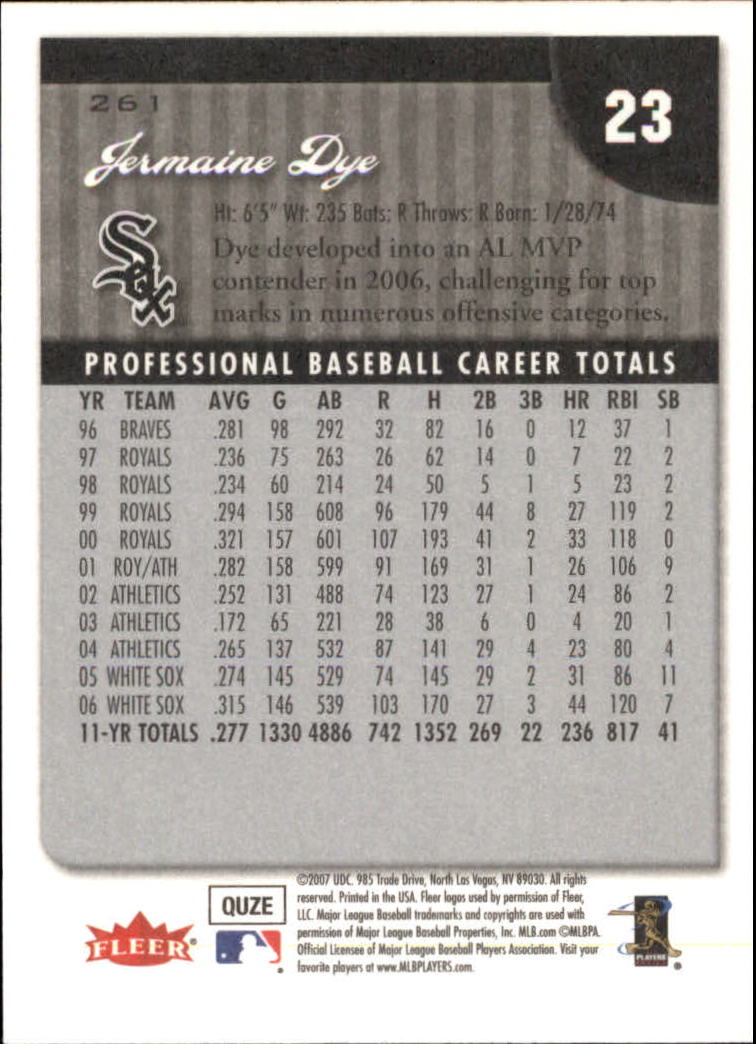 261
23
Jermaine Dye
Sox
Ht: 6'5" Wt: 235 Bats: R Throws: R Born: 1/28/74
Dye developed into an AL MVP
contender in 2006, challenging for top
marks in numerous offensive categories.
PROFESSIONAL BASEBALL CAREER TOTALS
YR TEAM AVG G AB R H 2B 3B HR RBI SB
96 BRAVES .281 98 292 32 82 16 0 12 37 1
97 ROYALS .236 75 263 26 62 14 0 7 22 2
98 ROYALS .234 60 214 24 50 5 1 5 23 2
99 ROYALS .294 158 608 96 179 44 8 27 119 2
00 ROYALS .321 157 601 107 193 41 2 33 118 0
01 ROY/ATH .282 158 599 91 169 31 1 26 106 9
02 ATHLETICS .252 131 488 74 123 27 1 24 86 2
03 ATHLETICS .172 65 221 28 38 6 0 4 20 1
04 ATHLETICS .265 137 532 87 141 29 4 23 80 4
05 WHITE SOX .274 145 529 74 145 29 2 31 86 11
06 WHITE SOX .315 146 539 103 170 27 3 44 120 7
11-YR TOTALS .277 1330 4886 742 1352 269 22 236 817 41
©2007 UDC. 985 Trade Drive, North Las Vegas, NV 89030. All rights
reserved. Printed in the USA. Fleer logos used by permission of Fleer,
LLC. Major League Baseball trademarks and copyrights are used with
permission of Major League Baseball Properties, Inc. MLB.com ©MLBPA.
Official Licensee of Major League Baseball Players Association. Visit your
favorite players at www.MLBPLAYERS.com.
QUZE
FLEER®
®
PLAYERS
®